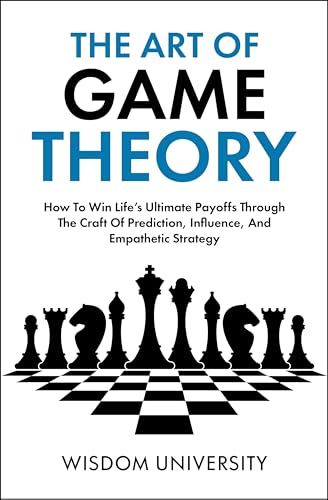 THE ART OF
GAME
THEORY
How To Win Life's Ultimate Payoffs Through
The Craft Of Prediction, Influence, And
Empathetic Strategy
WISDOM UNIVERSITY